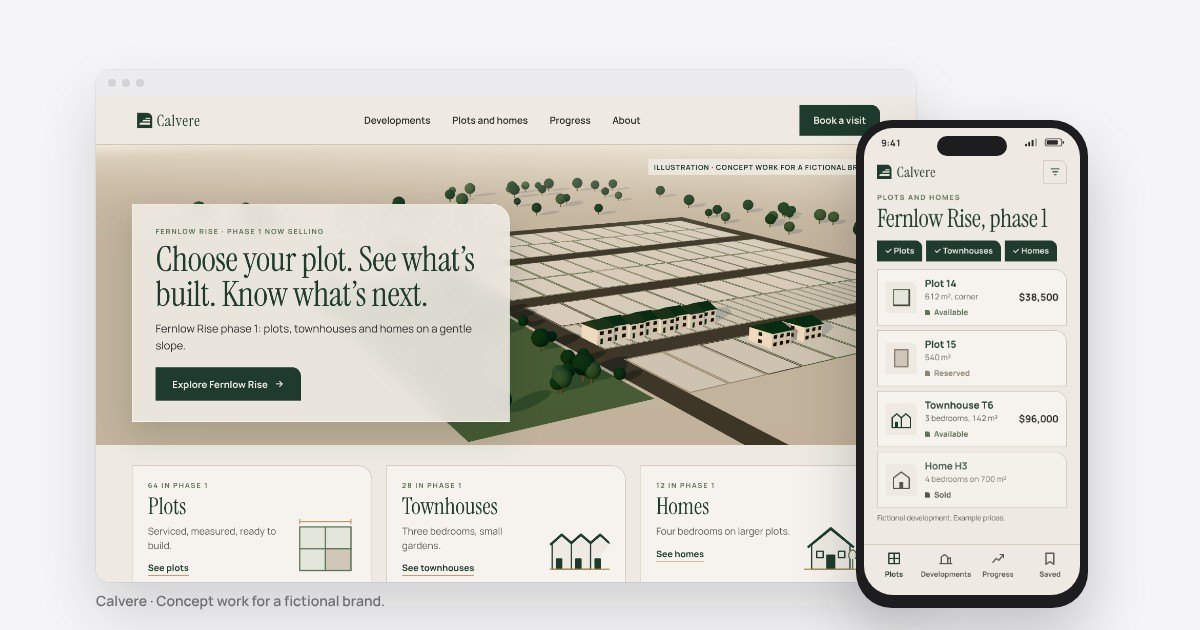 Calvere
Developments Plots and homes Progress About
Book a visit
ILLUSTRATION · CONCEPT WORK FOR A FICTIONAL
FERNLOW RISE · PHASE 1 NOW SELLING
Choose your plot. See what's
built. Know what's next.
Fernlow Rise phase 1: plots, townhouses and homes on a gentle
slope.
Explore Fernlow Rise →
64 IN PHASE 1
Plots
Serviced, measured, ready to
build.
See plots
28 IN PHASE 1
Townhouses
Three bedrooms, small
gardens.
See townhouses
12 IN PHASE 1
Homes
Four bedrooms on larger plots.
See homes
9:41
Calvere
PLOTS AND HOMES
Fernlow Rise, phase 1
✓ Plots ✓ Townhouses ✓ Homes
Plot 14
612 m², corner
$38,500
Available
Plot 15
540 m²
Reserved
Townhouse T6
3 bedrooms, 142 m²
$96,000
Available
Home H3
4 bedrooms on 700 m²
Sold
Fictional development. Example prices.
Plots Developments Progress Saved
Calvere · Concept work for a fictional brand.